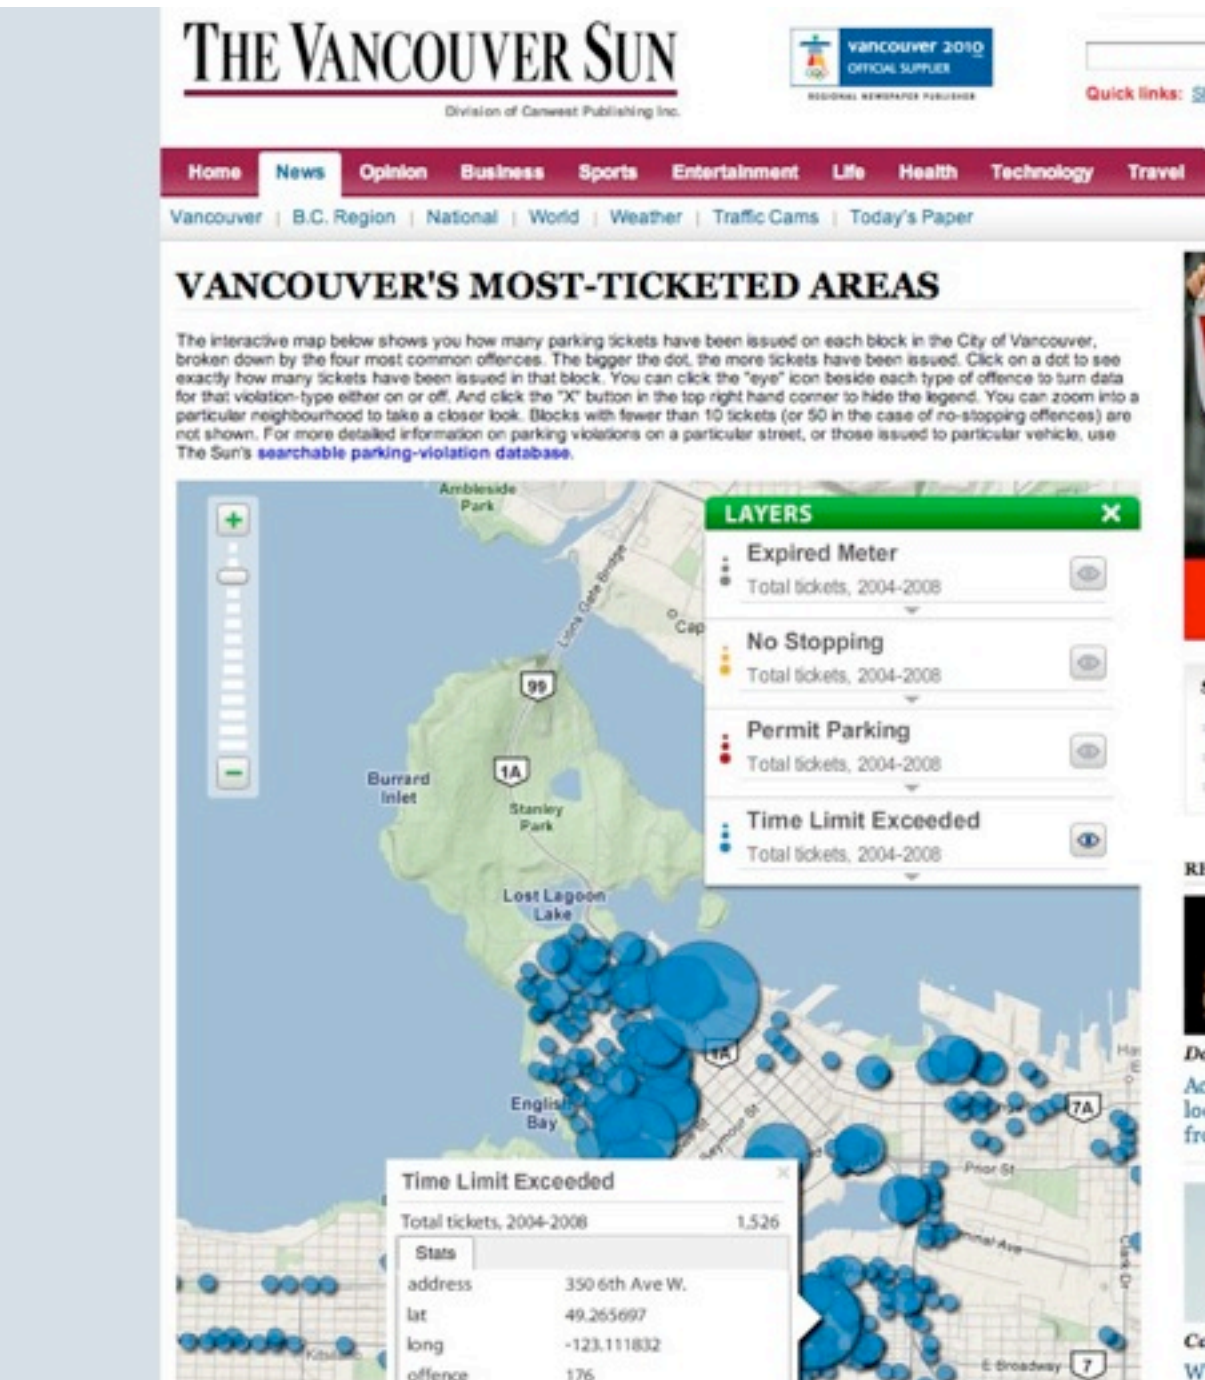 THE VANCOUVER SUN
Division of Canwest Publishing Inc.
vancouver 2010
OFFICIAL SUPPLIER
REGIONAL NEWSPAPER PUBLISHER
Quick links:
Home News Opinion Business Sports Entertainment Life Health Technology Travel
Vancouver | B.C. Region | National | World | Weather | Traffic Cams | Today's Paper
VANCOUVER'S MOST-TICKETED AREAS
The interactive map below shows you how many parking tickets have been issued on each block in the City of Vancouver,
broken down by the four most common offences. The bigger the dot, the more tickets have been issued. Click on a dot to see
exactly how many tickets have been issued in that block. You can click the "eye" icon beside each type of offence to turn data
for that violation-type either on or off. And click the "X" button in the top right hand corner to hide the legend. You can zoom into a
particular neighbourhood to take a closer look. Blocks with fewer than 10 tickets (or 50 in the case of no-stopping offences) are
not shown. For more detailed information on parking violations on a particular street, or those issued to particular vehicle, use
The Sun's searchable parking-violation database.
Ambleside
Park
Lions Gate Bridge
Cap
LAYERS
Expired Meter
Total tickets, 2004-2008
No Stopping
Total tickets, 2004-2008
Permit Parking
Total tickets, 2004-2008
Time Limit Exceeded
Total tickets, 2004-2008
99
1A
Burrard
Inlet
Stanley
Park
Lost Lagoon
Lake
1A
English
Bay
Seymour St
7A
Prior St
Clark Dr
E Broadway
7
Time Limit Exceeded
Total tickets, 2004-2008 1,526
Stats
address 350 6th Ave W.
lat 49.265697
long -123.111832
offence 176